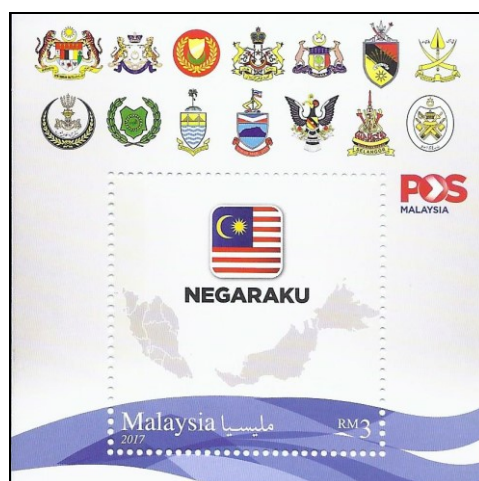 SELANGOR
POS
MALAYSIA
NEGARAKU
Malaysia مليسيا
2017
RM3